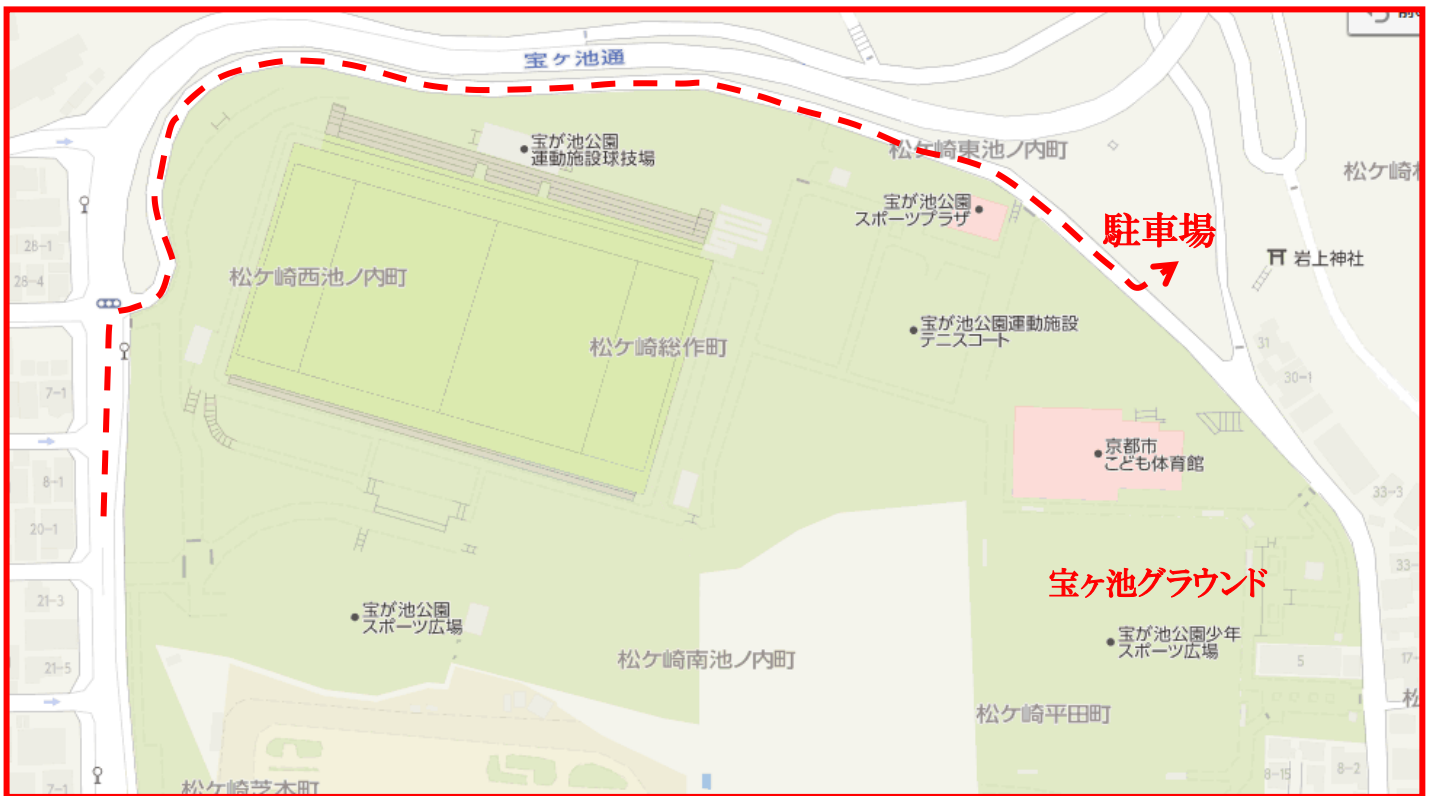 宝ヶ池通
宝が池公園
運動施設球技場
松ケ崎東池ノ内町
宝が池公園
スポーツプラザ
駐車場
28-1
28-4
松ケ崎西池ノ内町
岩上神社
宝が池公園運動施設
テニスコート
松ケ崎総作町
31
30-1
7-1
京都市
こども体育館
8-1
20-1
33-3
宝ヶ池グラウンド
21-3
宝が池公園
スポーツ広場
宝が池公園少年
スポーツ広場
21-5
松ケ崎南池ノ内町
5
松ケ崎平田町
8-15
8-2
7-1
松ケ崎芝本町